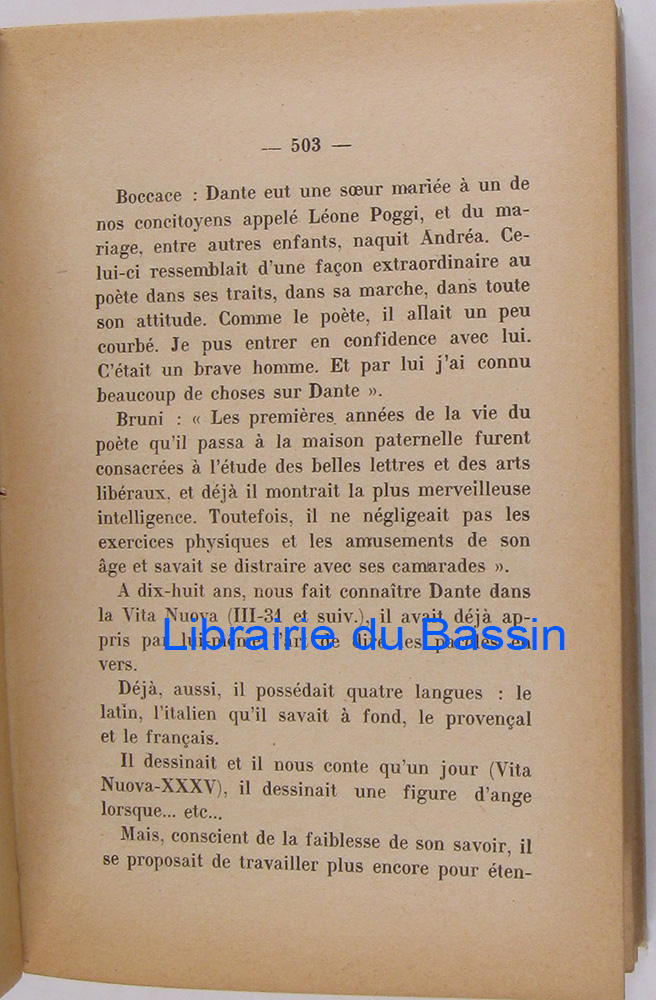 — 503 —
Boccace : Dante eut une sœur mariée à un de
nos concitoyens appelé Léone Poggi, et du ma-
riage, entre autres enfants, naquit Andréa. Ce-
lui-ci ressemblait d'une façon extraordinaire au
poète dans ses traits, dans sa marche, dans toute
son attitude. Comme le poète, il allait un peu
courbé. Je pus entrer en confidence avec lui.
C'était un brave homme. Et par lui j'ai connu
beaucoup de choses sur Dante ».
Bruni : « Les premières années de la vie du
poète qu'il passa à la maison paternelle furent
consacrées à l'étude des belles lettres et des arts
libéraux, et déjà il montrait la plus merveilleuse
intelligence. Toutefois, il ne négligeait pas les
exercices physiques et les amusements de son
âge et savait se distraire avec ses camarades ».
A dix-huit ans, nous fait connaître Dante dans
la Vita Nuova (III-31 et suiv.), il avait déjà ap-
pris par lui-même l'art de dire les paroles en
Librairie du Bassin
vers.
Déjà, aussi, il possédait quatre langues : le
latin, l'italien qu'il savait à fond, le provençal
et le français.
Il dessinait et il nous conte qu'un jour (Vita
Nuova-XXXV), il dessinait une figure d'ange
lorsque... etc...
Mais, conscient de la faiblesse de son savoir, il
se proposait de travailler plus encore pour éten-